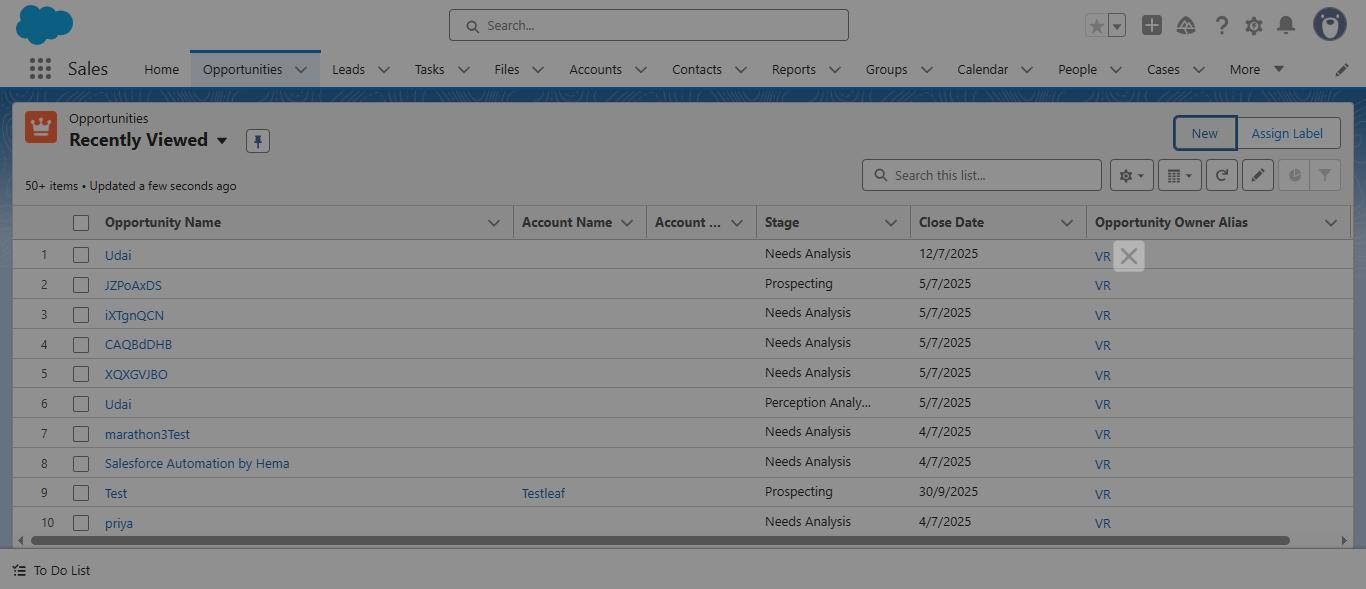 Search...
Sales Home Opportunities Leads Tasks Files Accounts Contacts Reports Groups Calendar People Cases More
Opportunities
Recently Viewed
New Assign Label
50+ items • Updated a few seconds ago
Search this list...
Opportunity Name Account Name Account ... Stage Close Date Opportunity Owner Alias
1 Udai Needs Analysis 12/7/2025 VR
2 JZPoAxDS Prospecting 5/7/2025 VR
3 iXTgnQCN Needs Analysis 5/7/2025 VR
4 CAQBdDHB Needs Analysis 5/7/2025 VR
5 XQXGVJBO Needs Analysis 5/7/2025 VR
6 Udai Perception Analy... 5/7/2025 VR
7 marathon3Test Needs Analysis 4/7/2025 VR
8 Salesforce Automation by Hema Needs Analysis 4/7/2025 VR
9 Test Testleaf Prospecting 30/9/2025 VR
10 priya Needs Analysis 4/7/2025 VR
To Do List